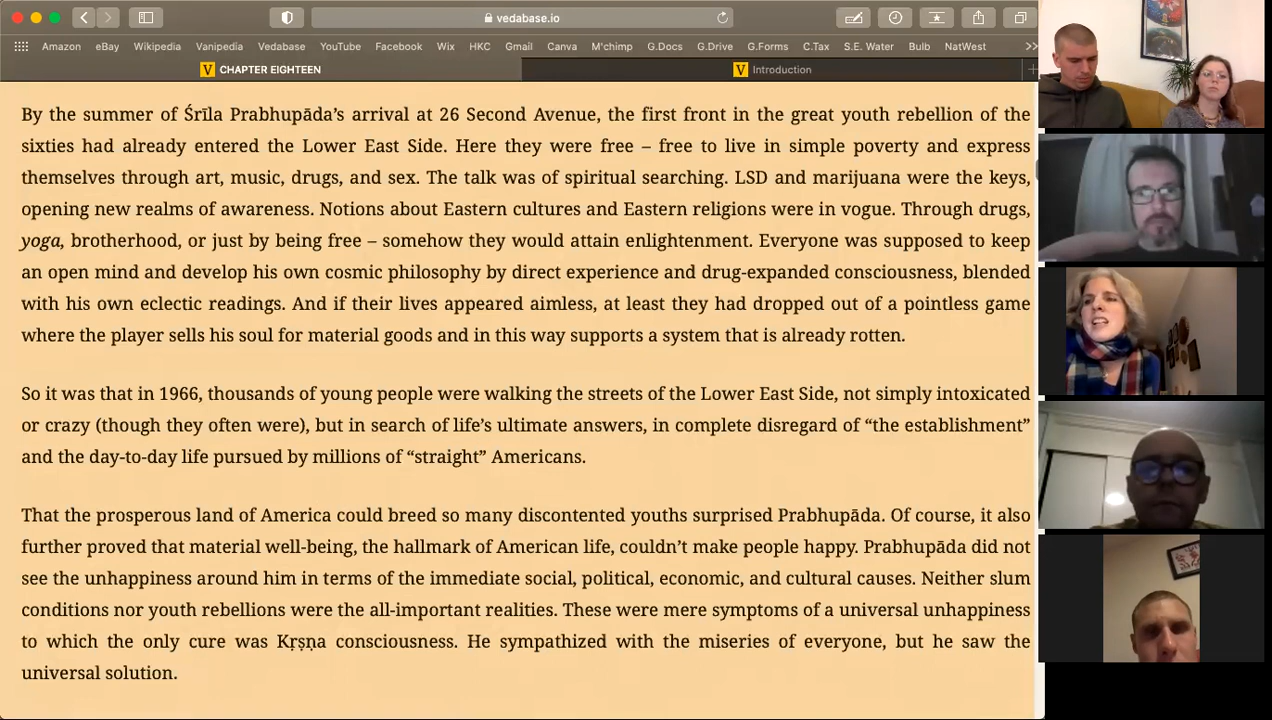 vedabase.io
Amazon eBay Wikipedia Vanipedia Vedabase YouTube Facebook Wix HKC Gmail Canva M'chimp G.Docs G.Drive G.Forms C.Tax S.E. Water Bulb NatWest >>
V CHAPTER EIGHTEEN V Introduction +
By the summer of Śrīla Prabhupāda’s arrival at 26 Second Avenue, the first front in the great youth rebellion of the
sixties had already entered the Lower East Side. Here they were free – free to live in simple poverty and express
themselves through art, music, drugs, and sex. The talk was of spiritual searching. LSD and marijuana were the keys,
opening new realms of awareness. Notions about Eastern cultures and Eastern religions were in vogue. Through drugs,
yoga, brotherhood, or just by being free – somehow they would attain enlightenment. Everyone was supposed to keep
an open mind and develop his own cosmic philosophy by direct experience and drug-expanded consciousness, blended
with his own eclectic readings. And if their lives appeared aimless, at least they had dropped out of a pointless game
where the player sells his soul for material goods and in this way supports a system that is already rotten.
So it was that in 1966, thousands of young people were walking the streets of the Lower East Side, not simply intoxicated
or crazy (though they often were), but in search of life’s ultimate answers, in complete disregard of “the establishment”
and the day-to-day life pursued by millions of “straight” Americans.
That the prosperous land of America could breed so many discontented youths surprised Prabhupāda. Of course, it also
further proved that material well-being, the hallmark of American life, couldn’t make people happy. Prabhupāda did not
see the unhappiness around him in terms of the immediate social, political, economic, and cultural causes. Neither slum
conditions nor youth rebellions were the all-important realities. These were mere symptoms of a universal unhappiness
to which the only cure was Kṛṣṇa consciousness. He sympathized with the miseries of everyone, but he saw the
universal solution.